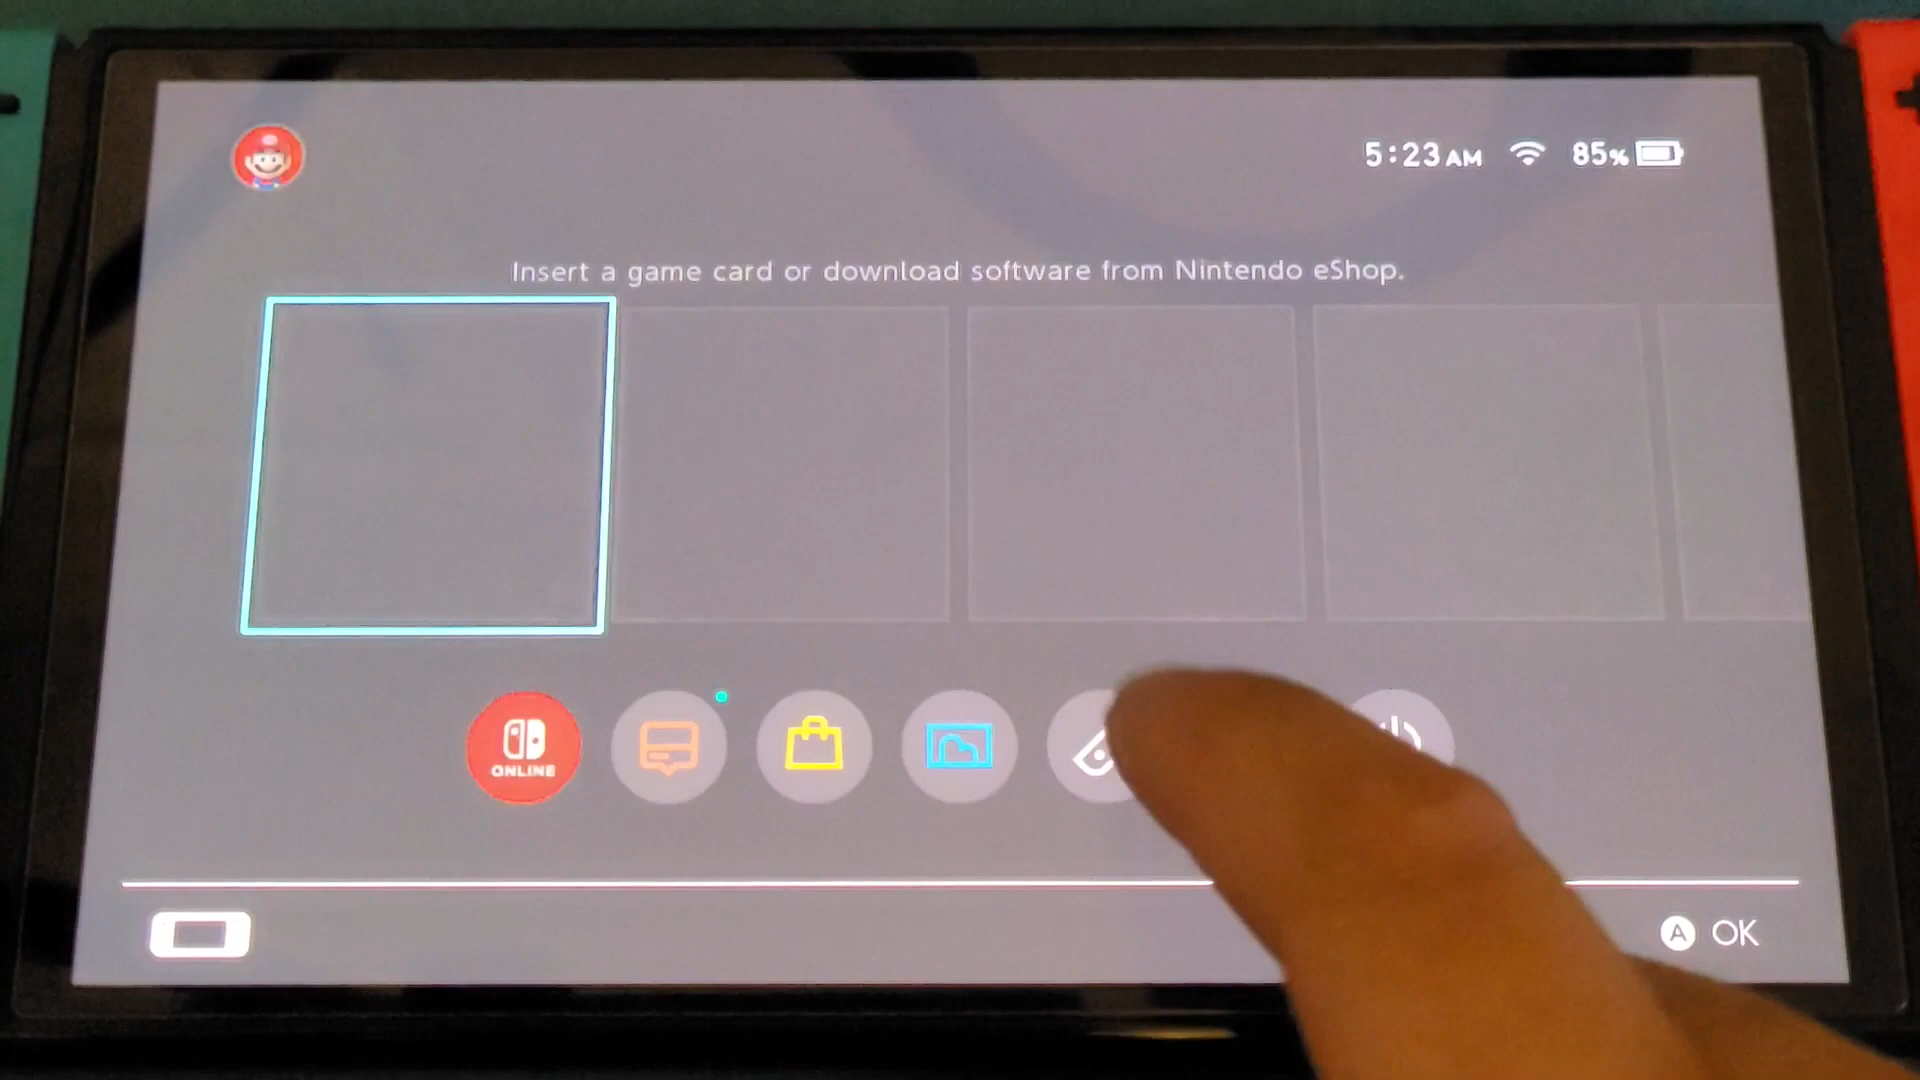 5:23 AM 85%
Insert a game card or download software from Nintendo eShop.
ONLINE
A OK